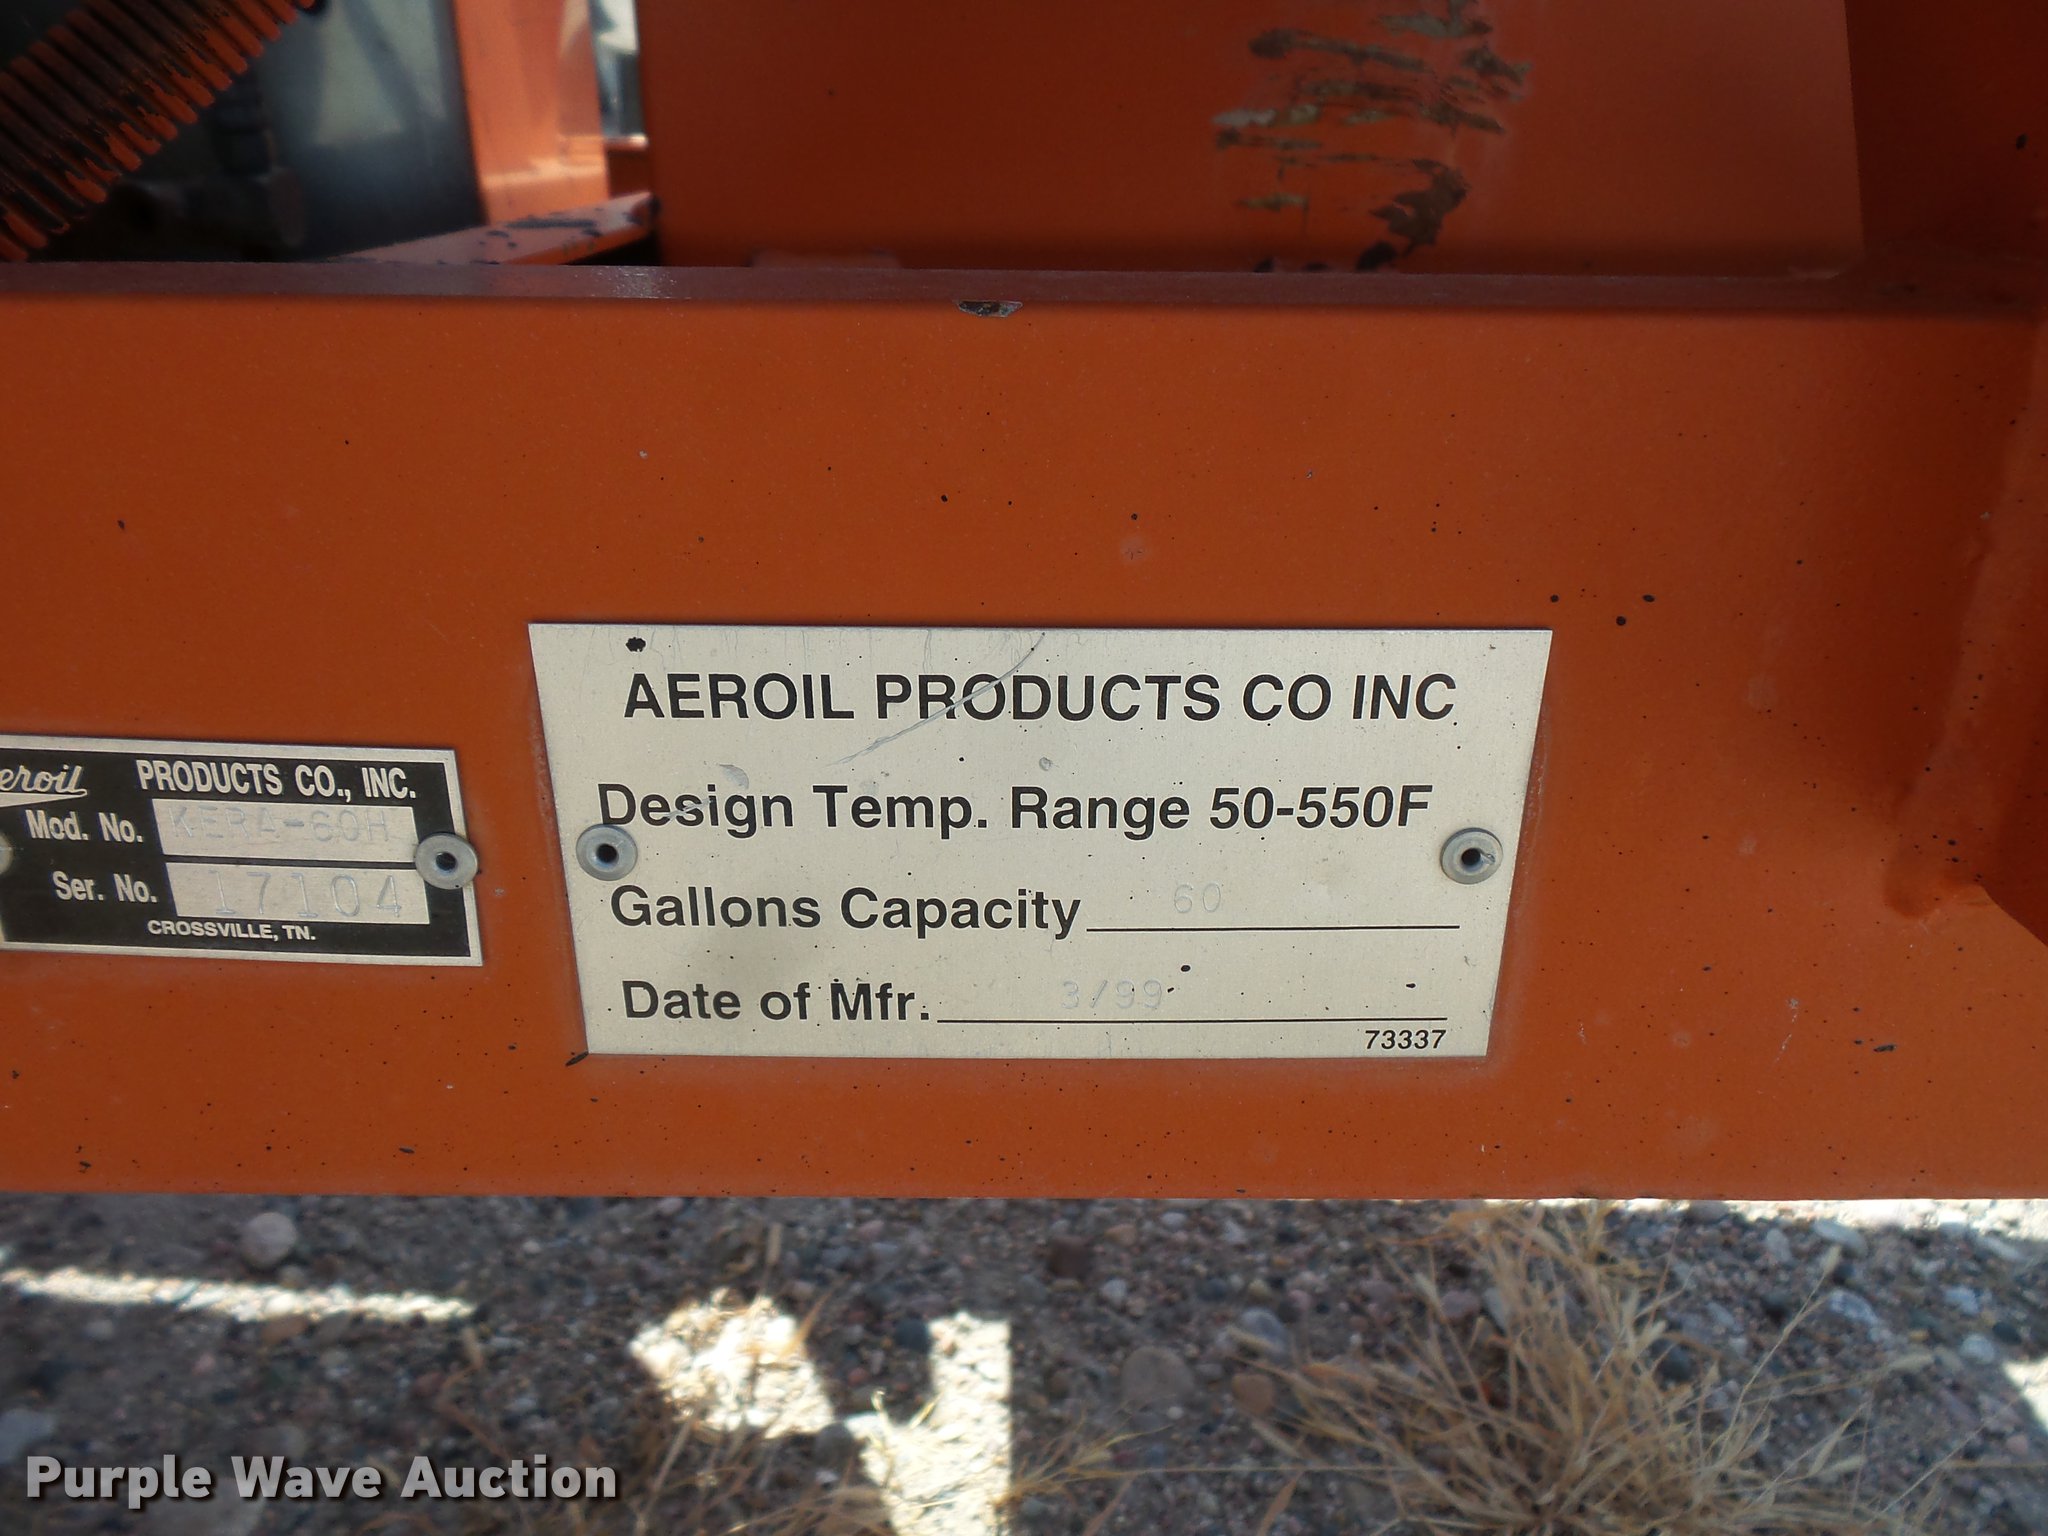 Aeroil PRODUCTS CO., INC.
Mod. No. KERA-60H
Ser. No. 17104
CROSSVILLE, TN.
AEROIL PRODUCTS CO INC
Design Temp. Range 50-550F
Gallons Capacity 60
Date of Mfr. 3/99
73337
Purple Wave Auction